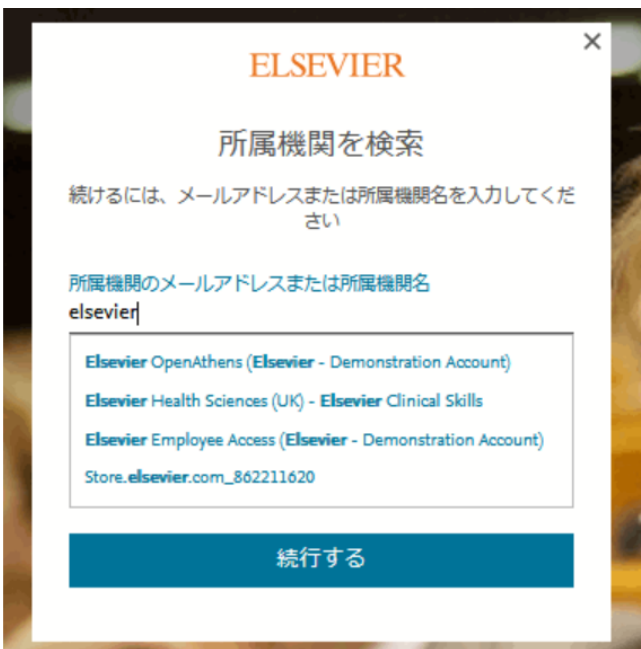 ELSEVIER
所属機関を検索
続けるには、メールアドレスまたは所属機関名を入力してくだ
さい
所属機関のメールアドレスまたは所属機関名
elsevier
Elsevier OpenAthens (Elsevier - Demonstration Account)
Elsevier Health Sciences (UK) - Elsevier Clinical Skills
Elsevier Employee Access (Elsevier - Demonstration Account)
Store.elsevier.com_862211620
続行する